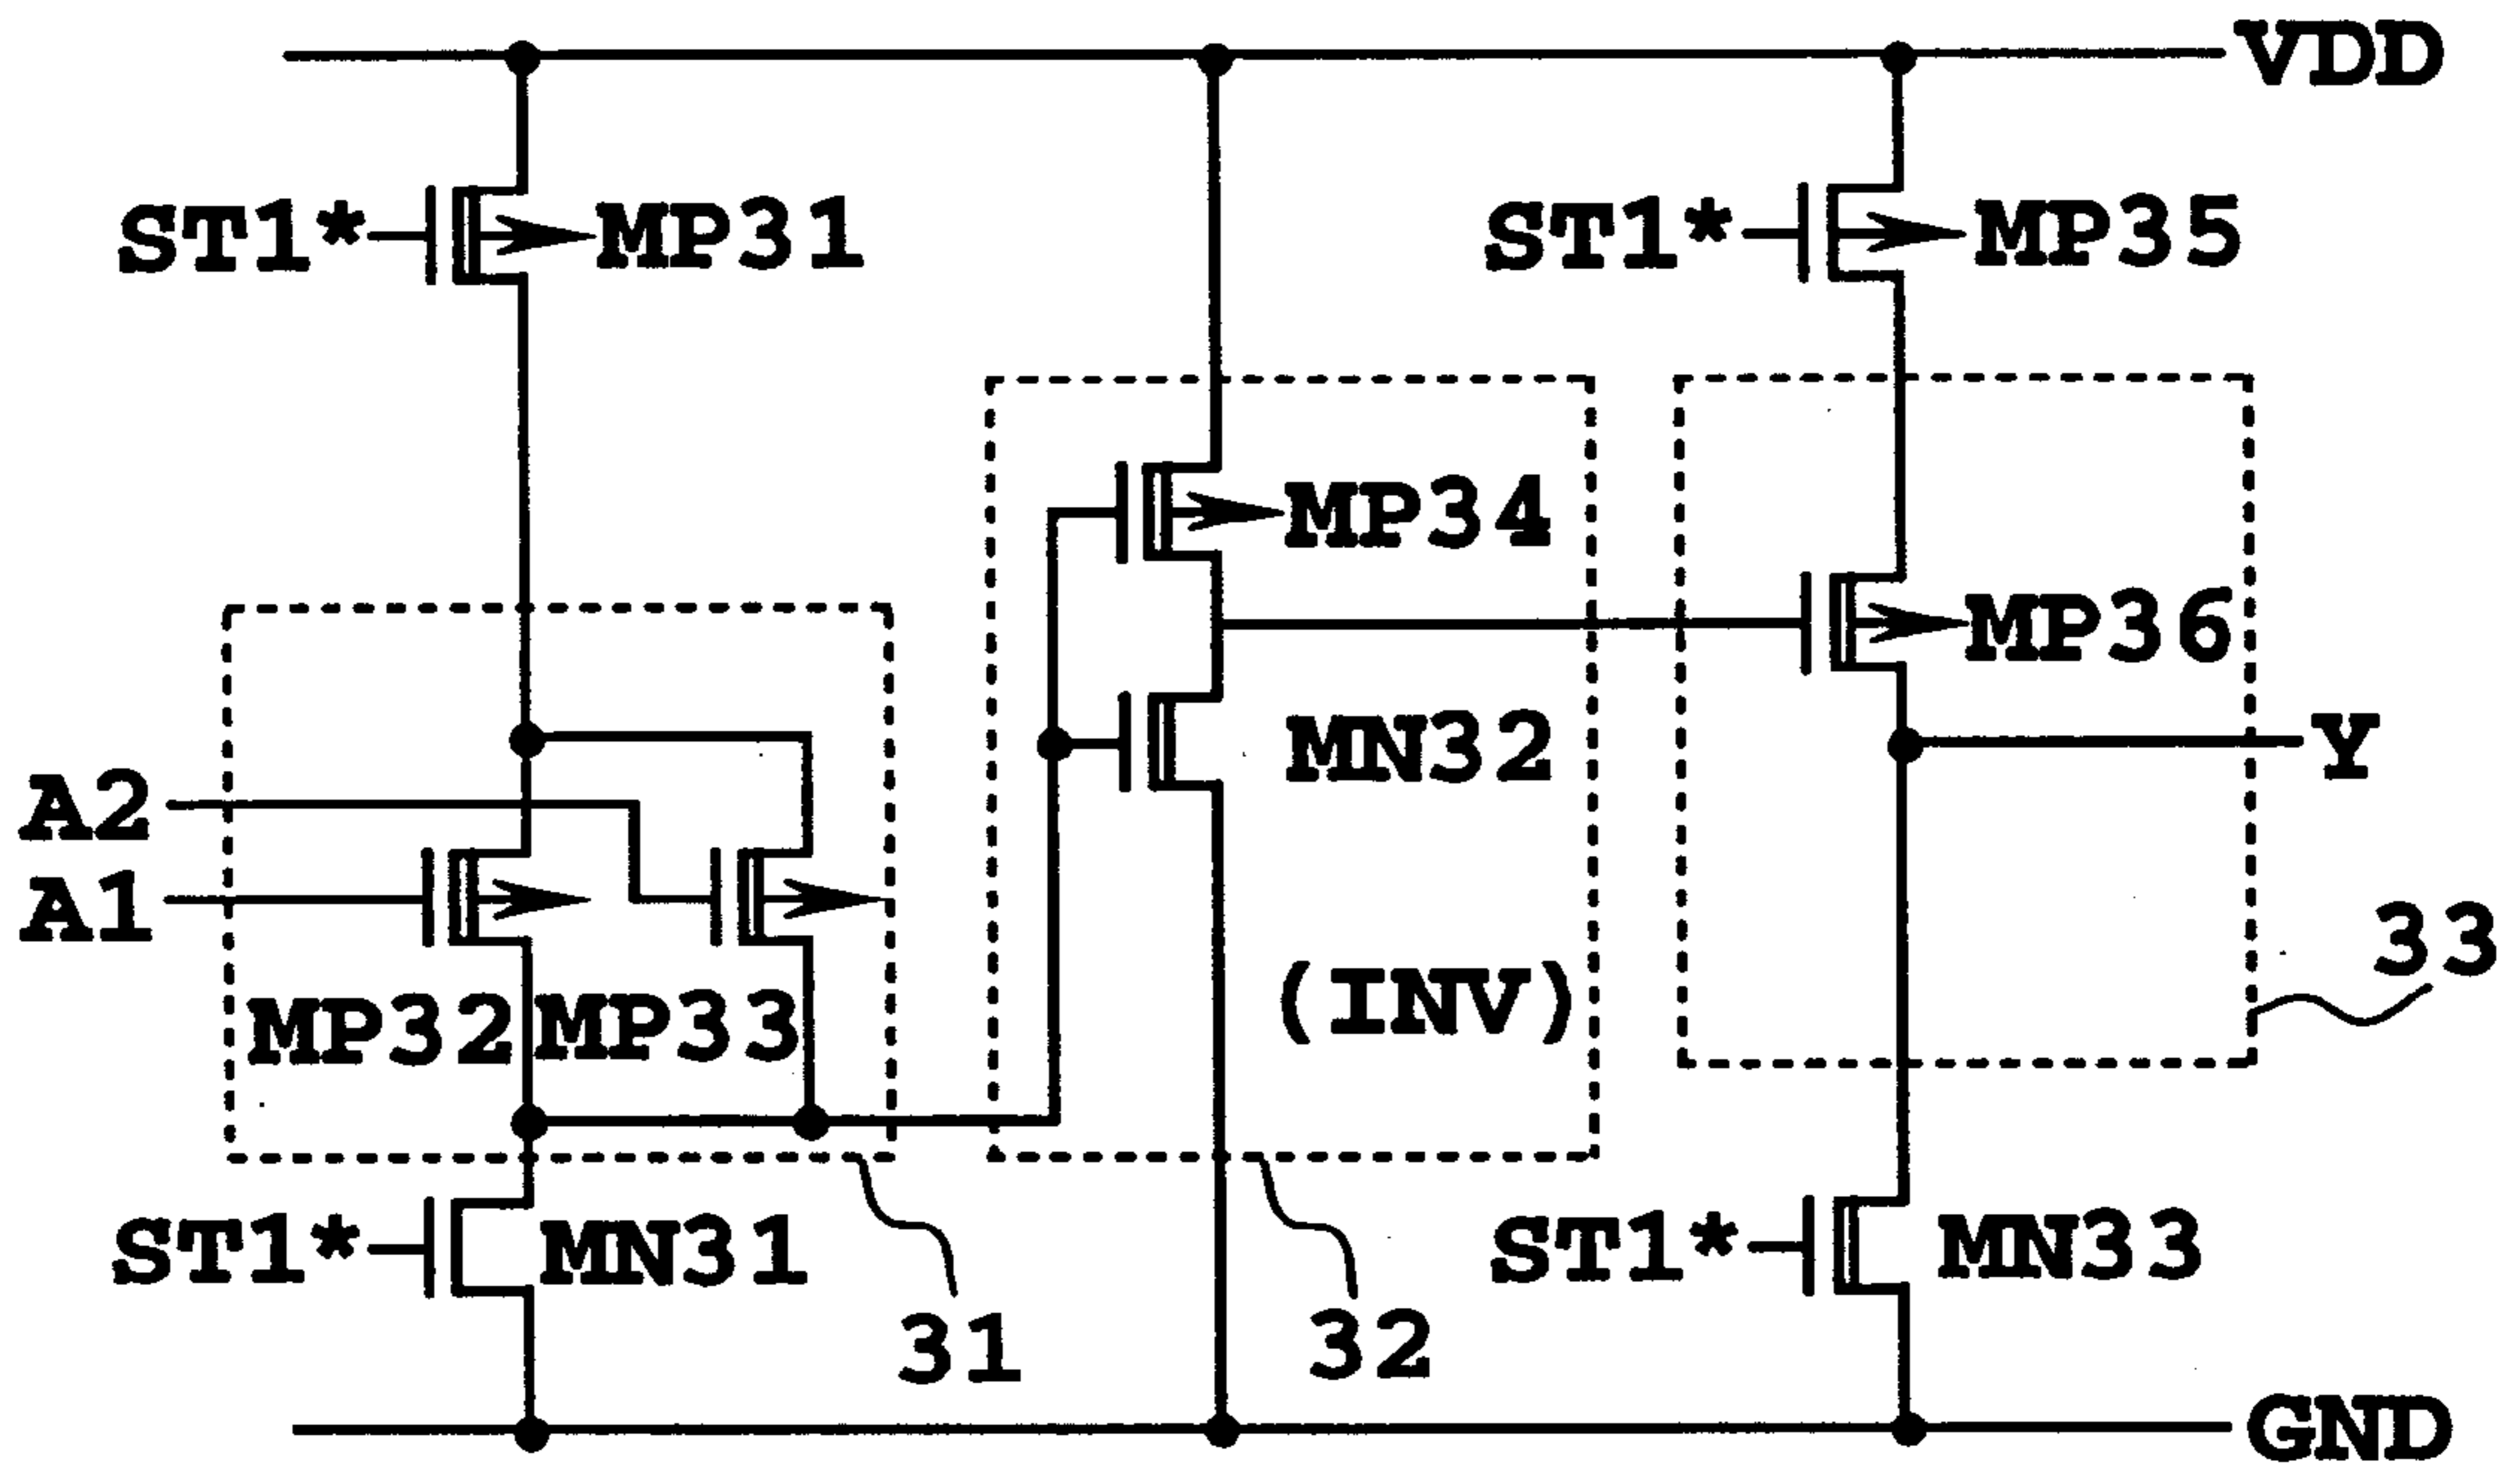 VDD
ST1* MP31
ST1* MP35
MP34
MP36
MN32
Y
A2
A1
33
MP32 MP33
(INV)
ST1* MN31
ST1* MN33
31
32
GND